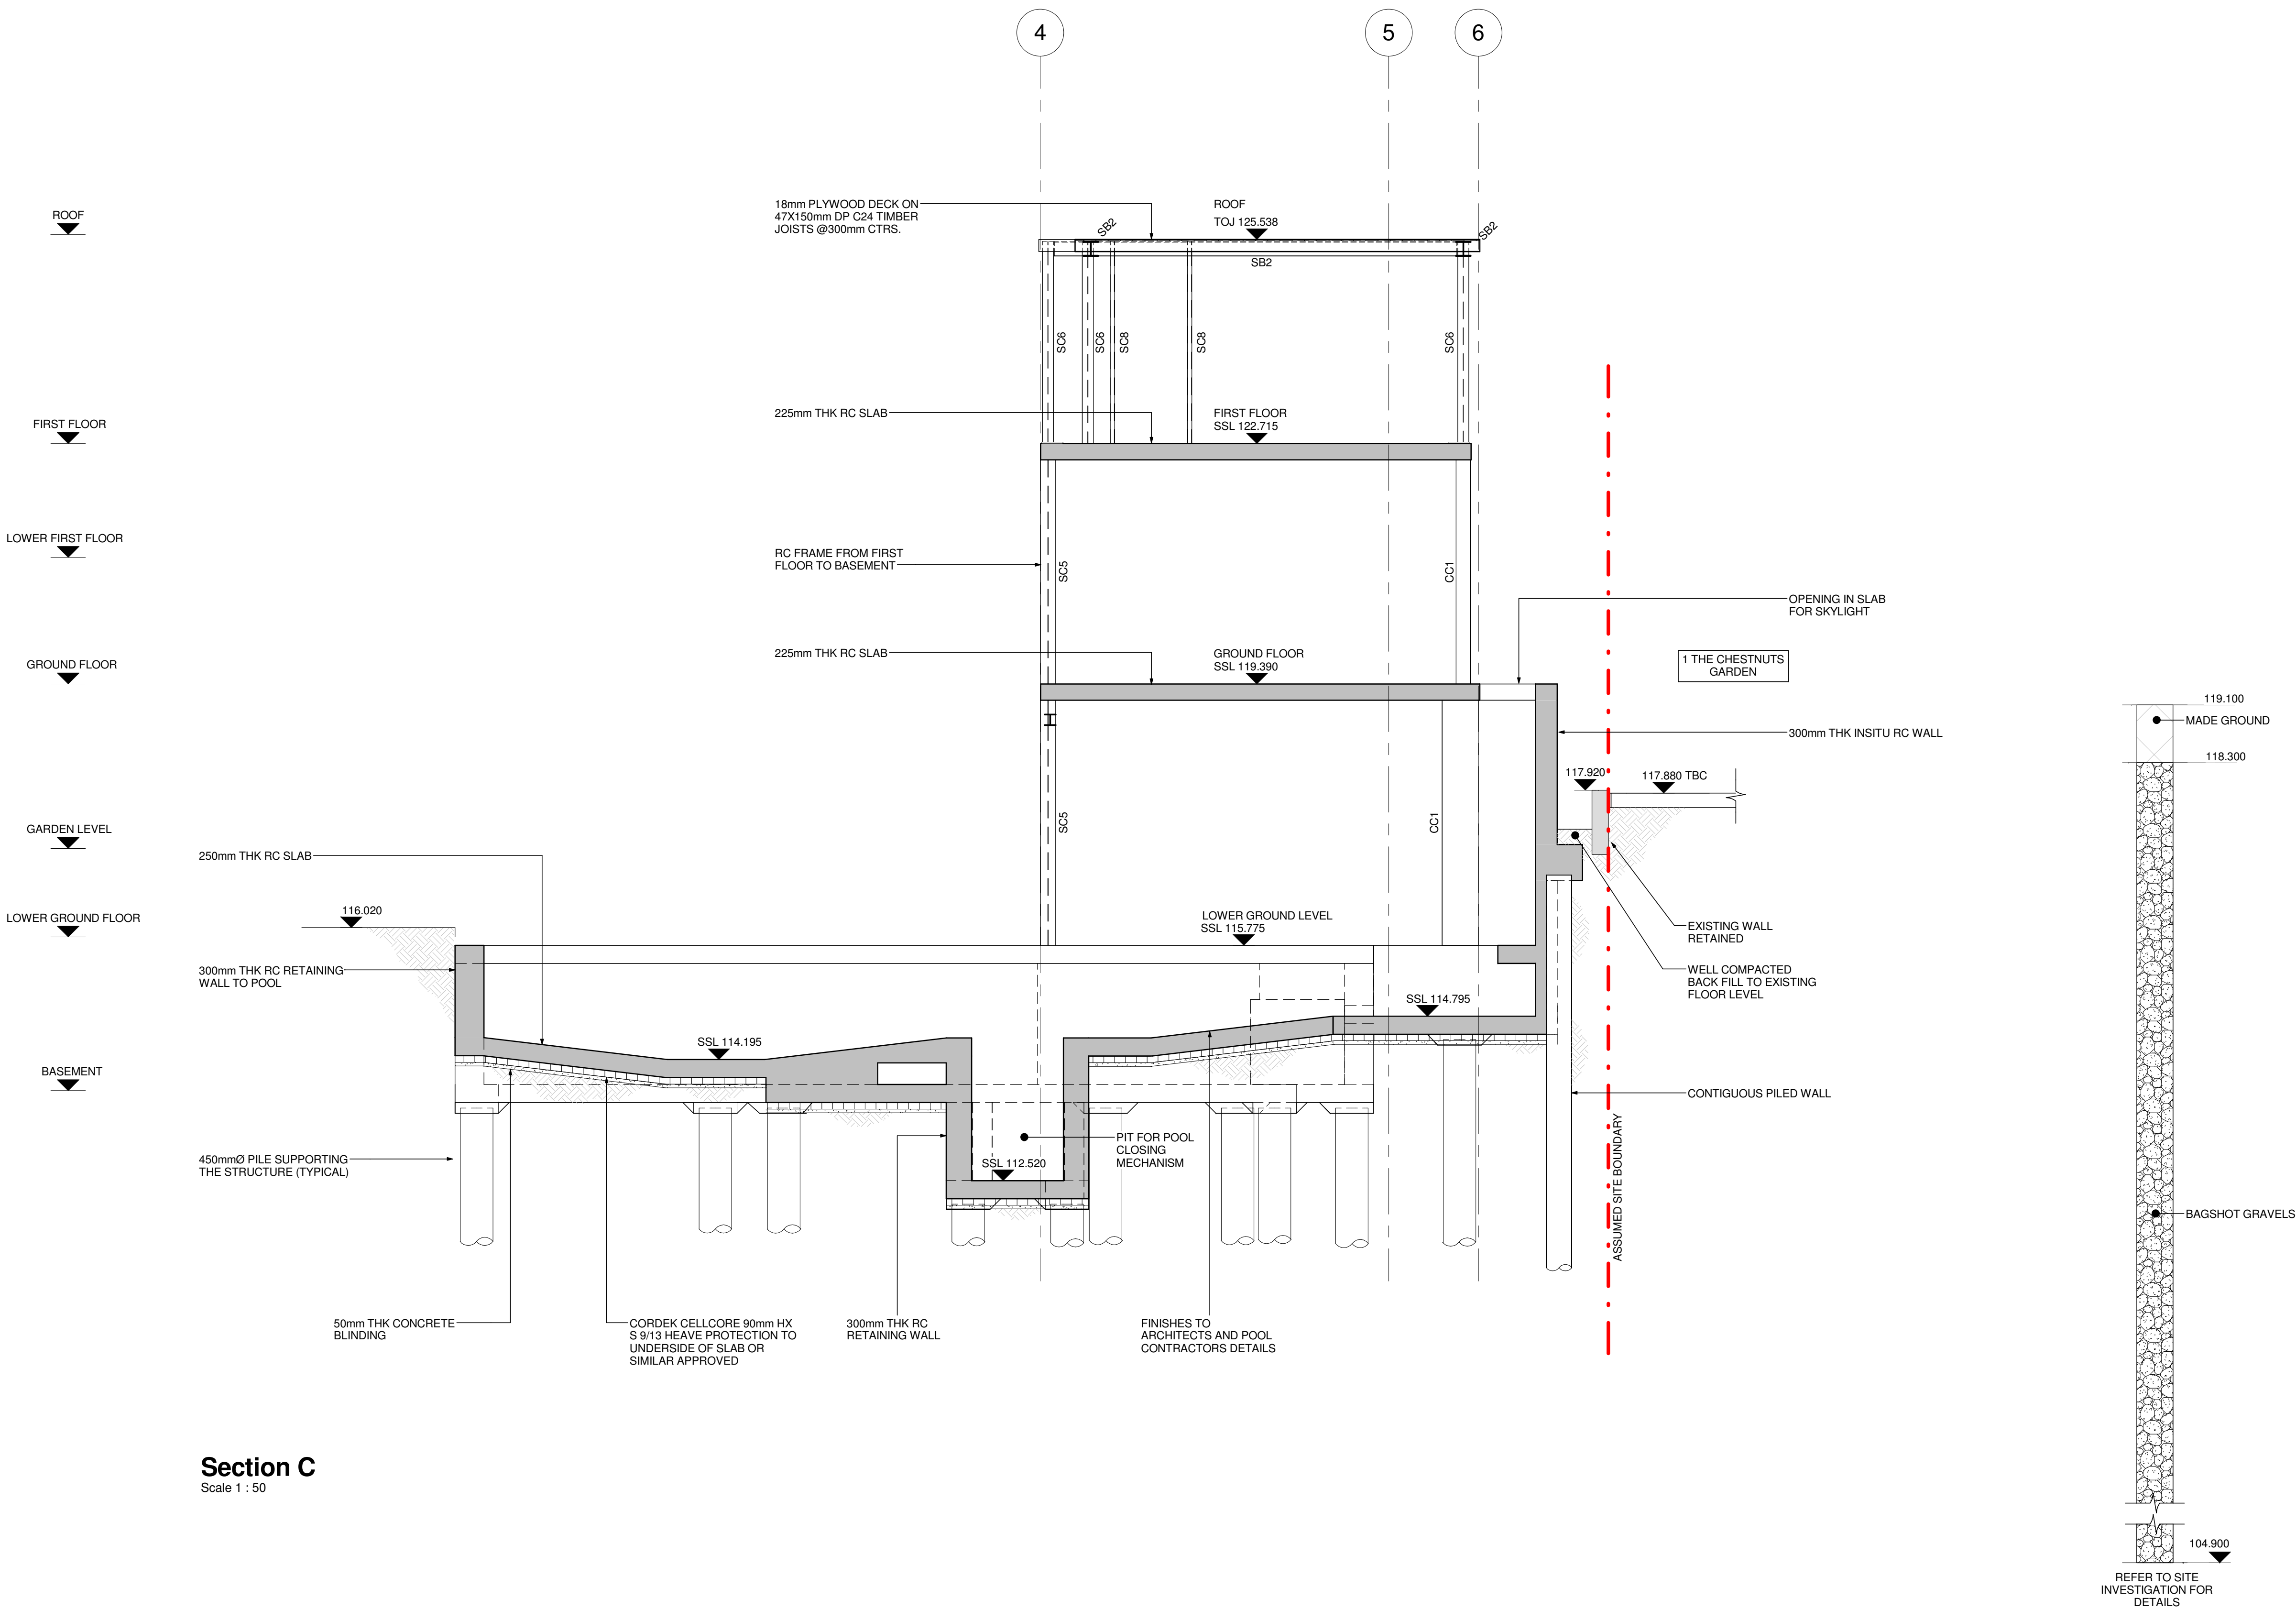 4
5
6
ROOF
18mm PLYWOOD DECK ON
47X150mm DP C24 TIMBER
JOISTS @300mm CTRS.
ROOF
TOJ 125.538
SB2
SB2
SB2
SC6
SC6
SC8
SC8
SC6
FIRST FLOOR
225mm THK RC SLAB
FIRST FLOOR
SSL 122.715
LOWER FIRST FLOOR
RC FRAME FROM FIRST
FLOOR TO BASEMENT
SC5
CC1
OPENING IN SLAB
FOR SKYLIGHT
GROUND FLOOR
225mm THK RC SLAB
GROUND FLOOR
SSL 119.390
1 THE CHESTNUTS
GARDEN
119.100
MADE GROUND
300mm THK INSITU RC WALL
118.300
117.920
117.880 TBC
GARDEN LEVEL
SC5
CC1
250mm THK RC SLAB
116.020
LOWER GROUND FLOOR
LOWER GROUND LEVEL
SSL 115.775
EXISTING WALL
RETAINED
300mm THK RC RETAINING
WALL TO POOL
WELL COMPACTED
BACK FILL TO EXISTING
FLOOR LEVEL
SSL 114.795
SSL 114.195
BASEMENT
CONTIGUOUS PILED WALL
PIT FOR POOL
CLOSING
MECHANISM
450mmØ PILE SUPPORTING
THE STRUCTURE (TYPICAL)
SSL 112.520
ASSUMED SITE BOUNDARY
BAGSHOT GRAVELS
50mm THK CONCRETE
BLINDING
CORDEK CELLCORE 90mm HX
S 9/13 HEAVE PROTECTION TO
UNDERSIDE OF SLAB OR
SIMILAR APPROVED
300mm THK RC
RETAINING WALL
FINISHES TO
ARCHITECTS AND POOL
CONTRACTORS DETAILS
Section C
Scale 1 : 50
104.900
REFER TO SITE
INVESTIGATION FOR
DETAILS